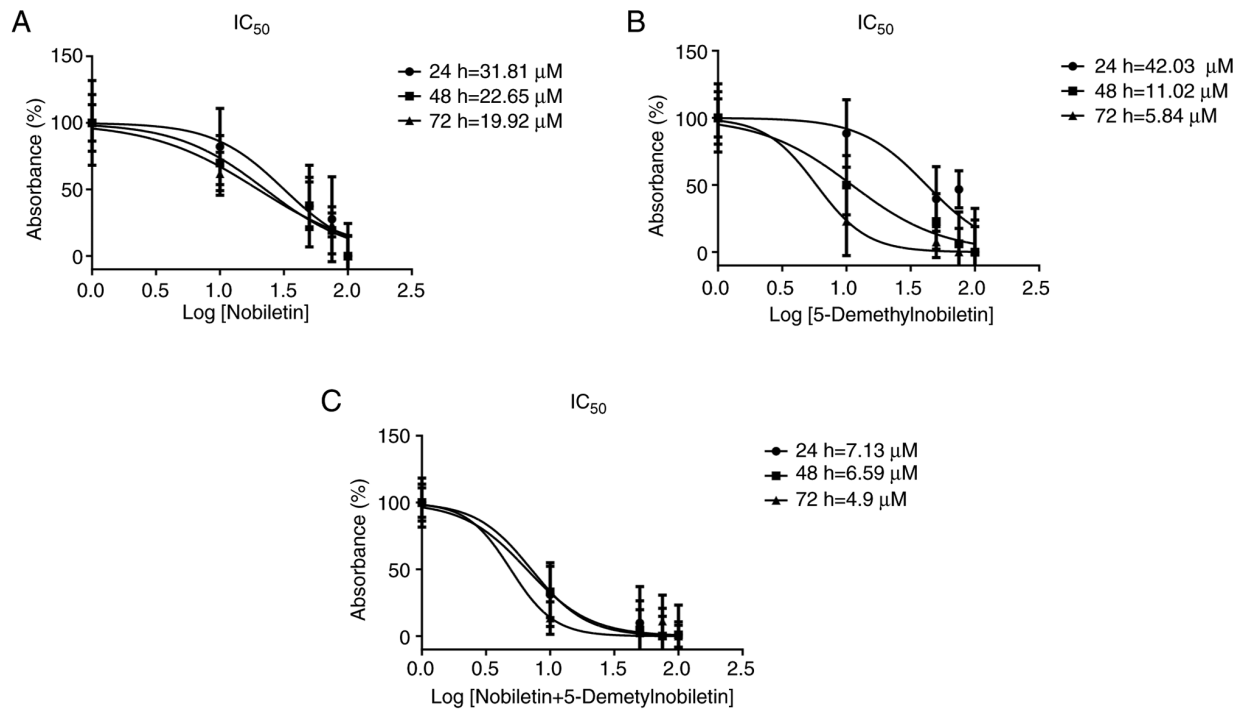 A
IC50
150
100
50
0
Absorbance (%)
0.0 0.5 1.0 1.5 2.0 2.5
Log [Nobiletin]
24 h=31.81 µM
48 h=22.65 µM
72 h=19.92 µM
B
IC50
150
100
50
0
Absorbance (%)
0.0 0.5 1.0 1.5 2.0 2.5
Log [5-Demethylnobiletin]
24 h=42.03 µM
48 h=11.02 µM
72 h=5.84 µM
C
IC50
150
100
50
0
Absorbance (%)
0.0 0.5 1.0 1.5 2.0 2.5
Log [Nobiletin+5-Demetylnobiletin]
24 h=7.13 µM
48 h=6.59 µM
72 h=4.9 µM